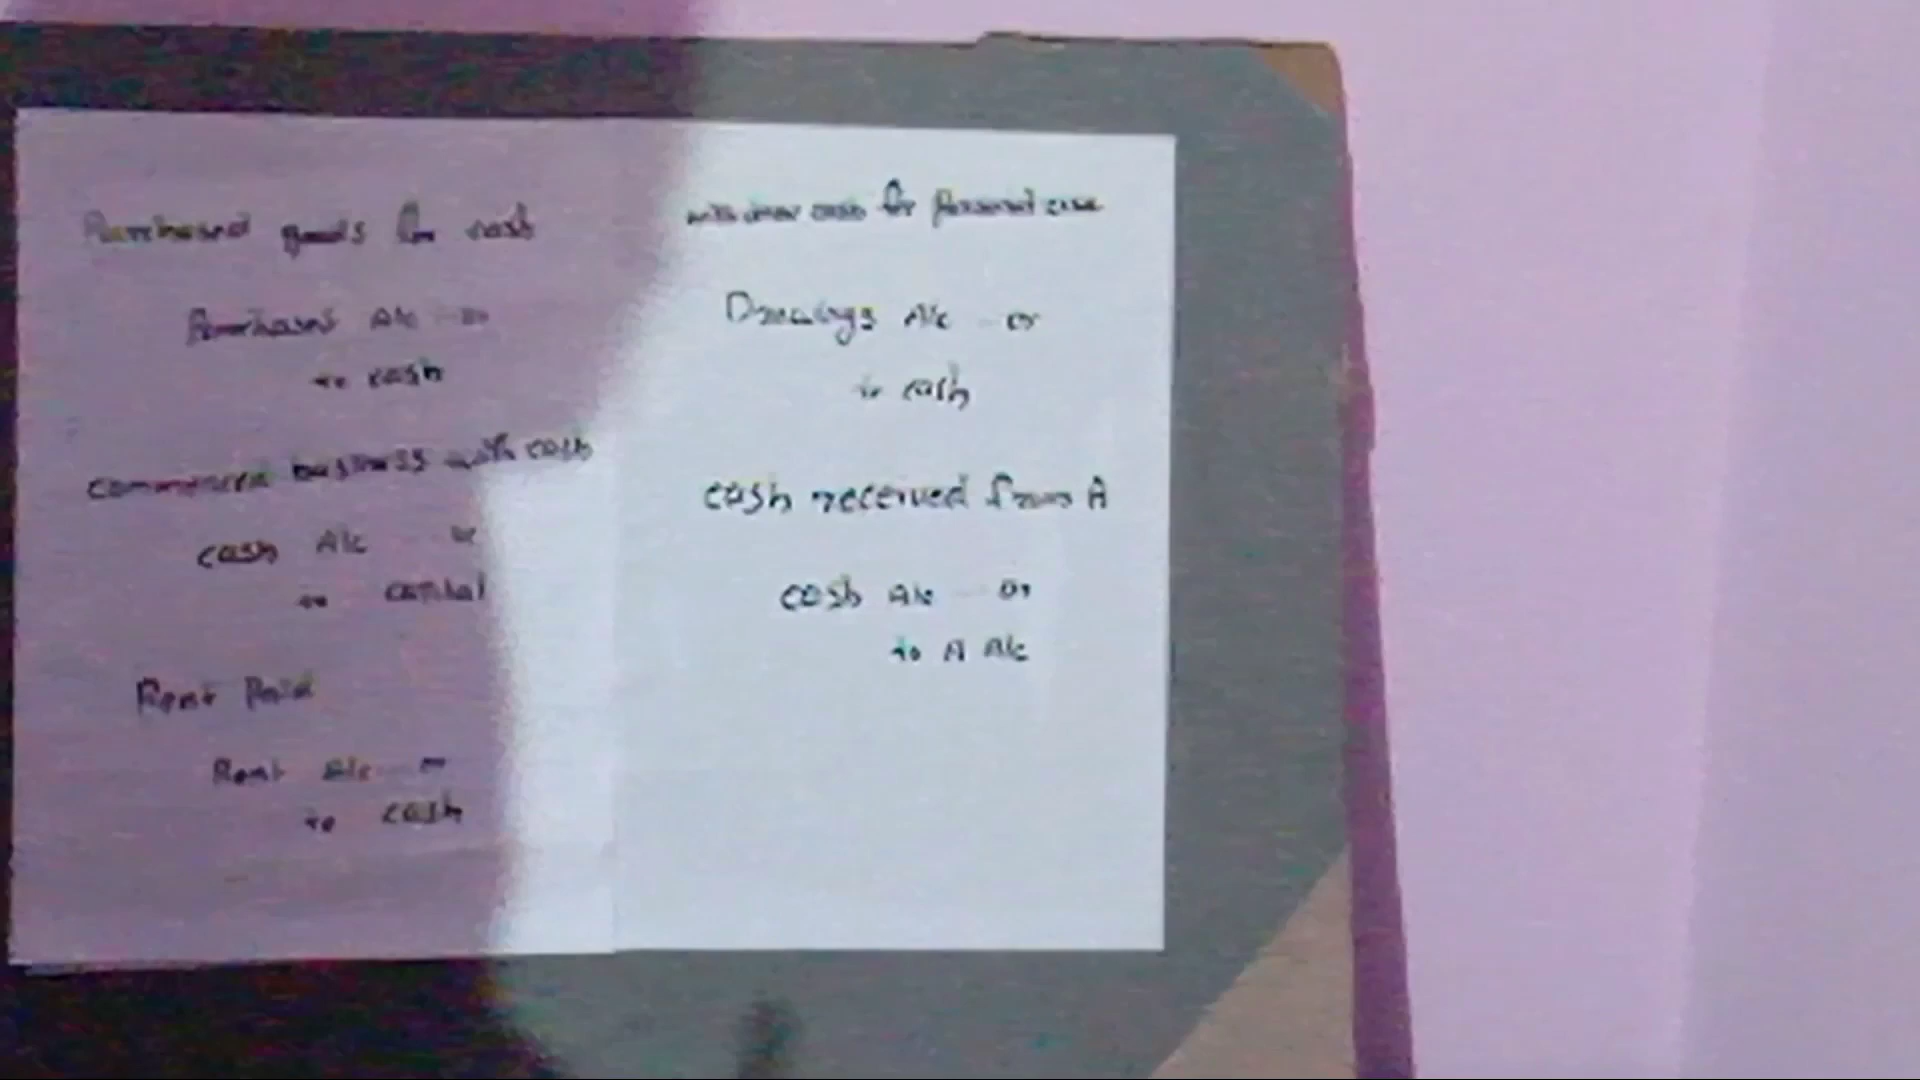 Purchased goods for cash
Purchases A/c - Dr
to cash
commenced business with cash
cash A/c Dr
to capital
Rent Paid
Rent A/c - Dr
to cash
withdraw cash for Personal use
Drawings A/c - Dr
to cash
cash received from A
cash A/c - Dr
to A A/c